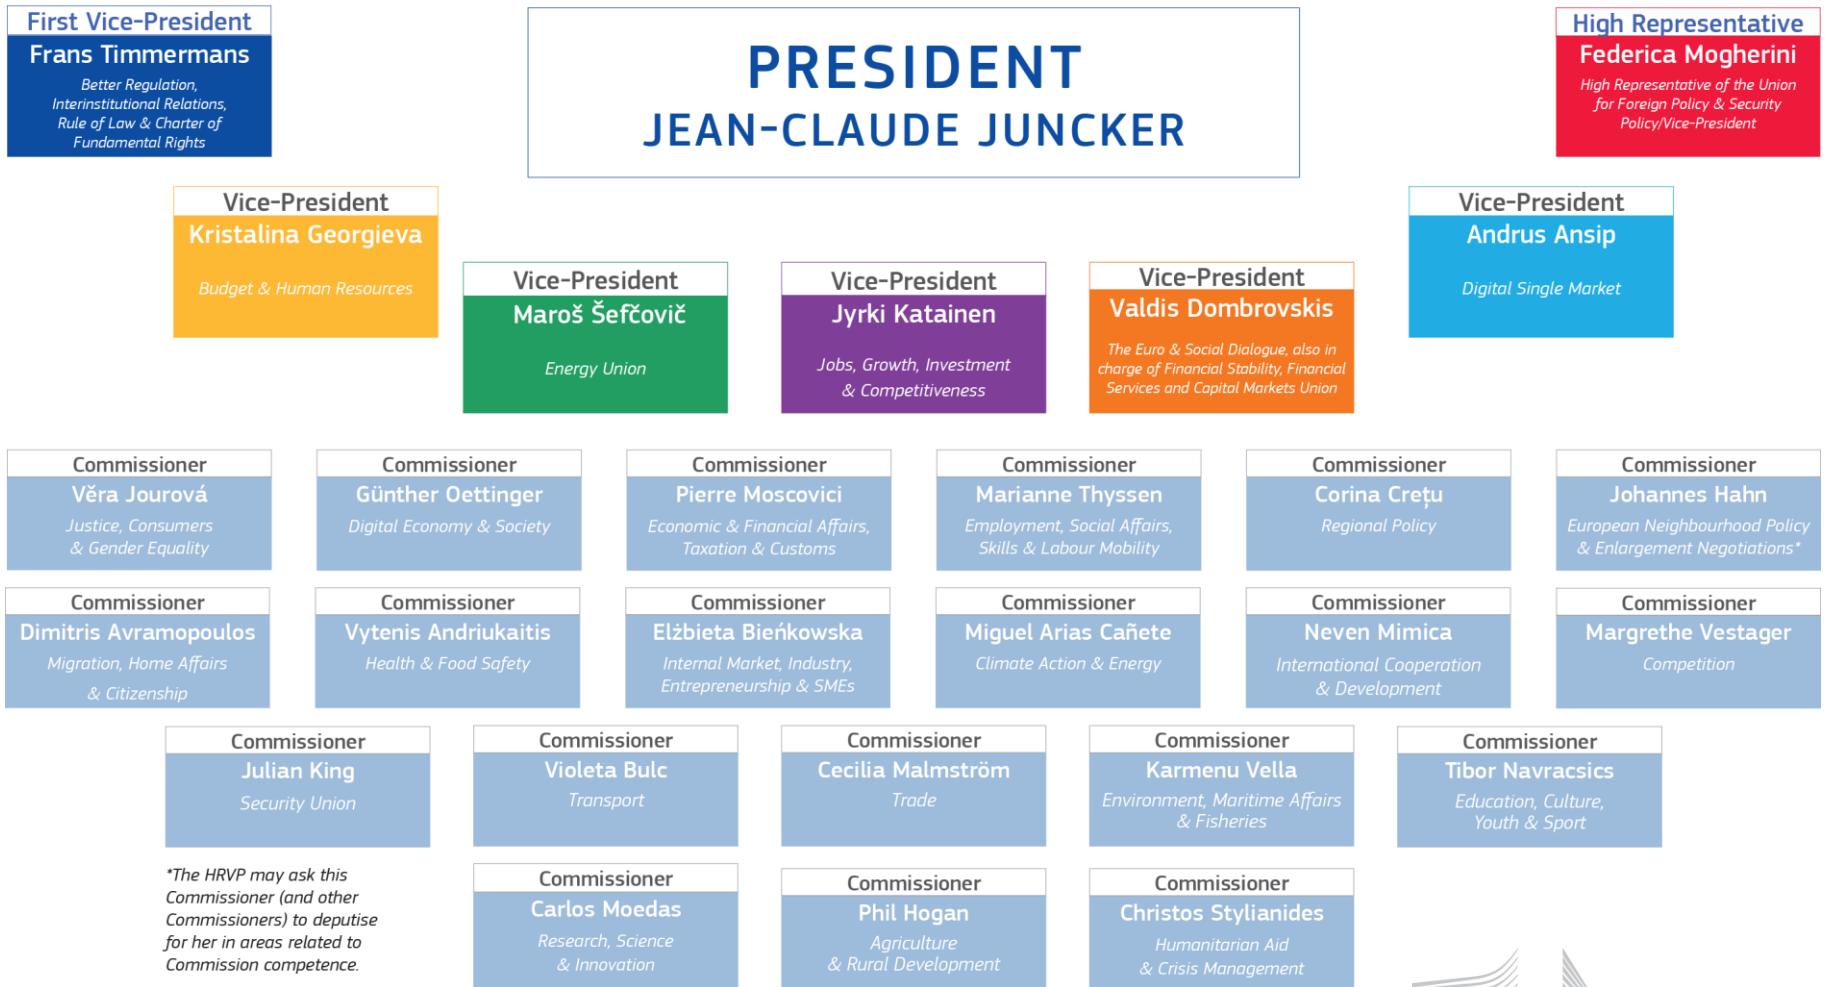 First Vice-President
Frans Timmermans
Better Regulation,
Interinstitutional Relations,
Rule of Law & Charter of
Fundamental Rights
PRESIDENT
JEAN-CLAUDE JUNCKER
High Representative
Federica Mogherini
High Representative of the Union
for Foreign Policy & Security
Policy/Vice-President
Vice-President
Kristalina Georgieva
Budget & Human Resources
Vice-President
Maroš Šefčovič
Energy Union
Vice-President
Jyrki Katainen
Jobs, Growth, Investment
& Competitiveness
Vice-President
Valdis Dombrovskis
The Euro & Social Dialogue, also in
charge of Financial Stability, Financial
Services and Capital Markets Union
Vice-President
Andrus Ansip
Digital Single Market
Commissioner
Věra Jourová
Justice, Consumers
& Gender Equality
Commissioner
Günther Oettinger
Digital Economy & Society
Commissioner
Pierre Moscovici
Economic & Financial Affairs,
Taxation & Customs
Commissioner
Marianne Thyssen
Employment, Social Affairs,
Skills & Labour Mobility
Commissioner
Corina Crețu
Regional Policy
Commissioner
Johannes Hahn
European Neighbourhood Policy
& Enlargement Negotiations*
Commissioner
Dimitris Avramopoulos
Migration, Home Affairs
& Citizenship
Commissioner
Vytenis Andriukaitis
Health & Food Safety
Commissioner
Elżbieta Bieńkowska
Internal Market, Industry,
Entrepreneurship & SMEs
Commissioner
Miguel Arias Cañete
Climate Action & Energy
Commissioner
Neven Mimica
International Cooperation
& Development
Commissioner
Margrethe Vestager
Competition
Commissioner
Julian King
Security Union
Commissioner
Violeta Bulc
Transport
Commissioner
Cecilia Malmström
Trade
Commissioner
Karmenu Vella
Environment, Maritime Affairs
& Fisheries
Commissioner
Tibor Navracsics
Education, Culture,
Youth & Sport
*The HRVP may ask this
Commissioner (and other
Commissioners) to deputise
for her in areas related to
Commission competence.
Commissioner
Carlos Moedas
Research, Science
& Innovation
Commissioner
Phil Hogan
Agriculture
& Rural Development
Commissioner
Christos Stylianides
Humanitarian Aid
& Crisis Management